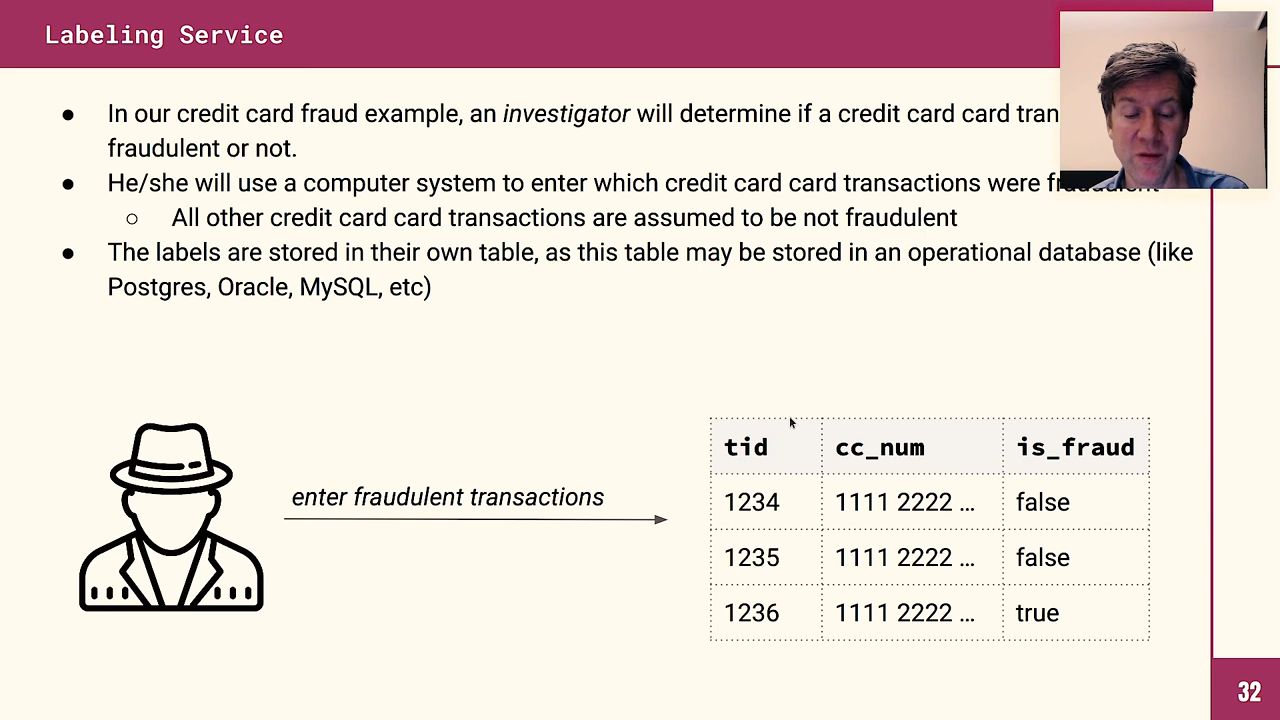 Labeling Service
● In our credit card fraud example, an investigator will determine if a credit card card tran
fraudulent or not.
● He/she will use a computer system to enter which credit card card transactions were fraudulent
○ All other credit card card transactions are assumed to be not fraudulent
● The labels are stored in their own table, as this table may be stored in an operational database (like
Postgres, Oracle, MySQL, etc)
enter fraudulent transactions
tid cc_num is_fraud
1234 1111 2222 ... false
1235 1111 2222 ... false
1236 1111 2222 ... true
32